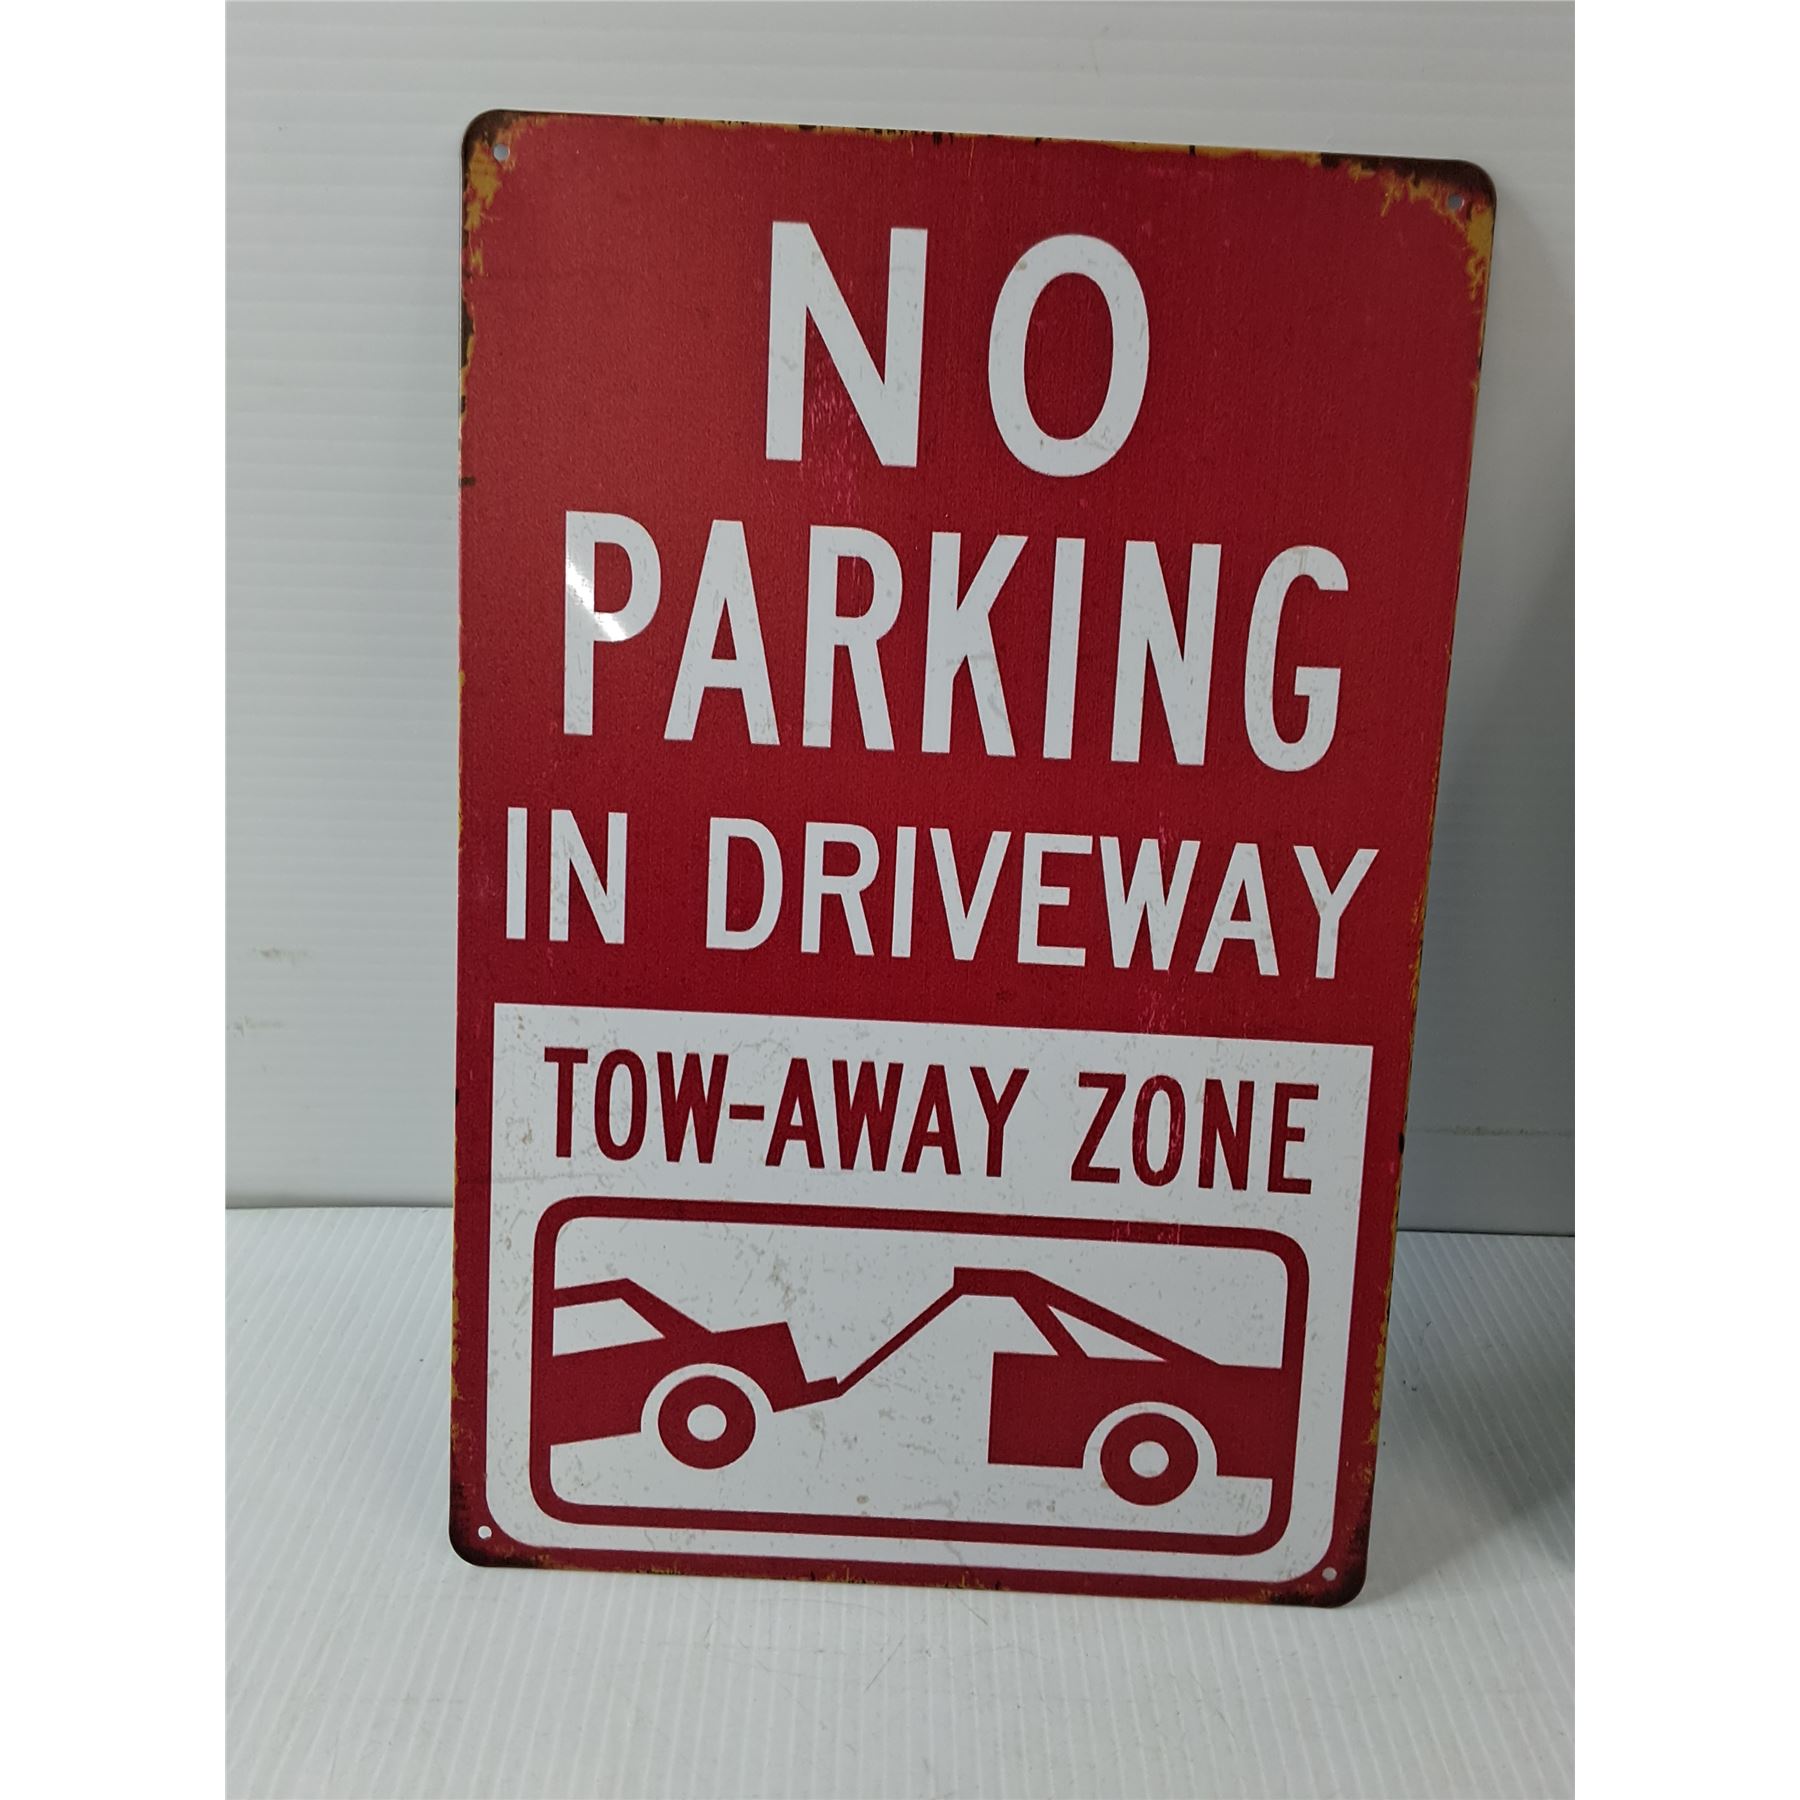 NO
PARKING
IN DRIVEWAY
TOW-AWAY ZONE